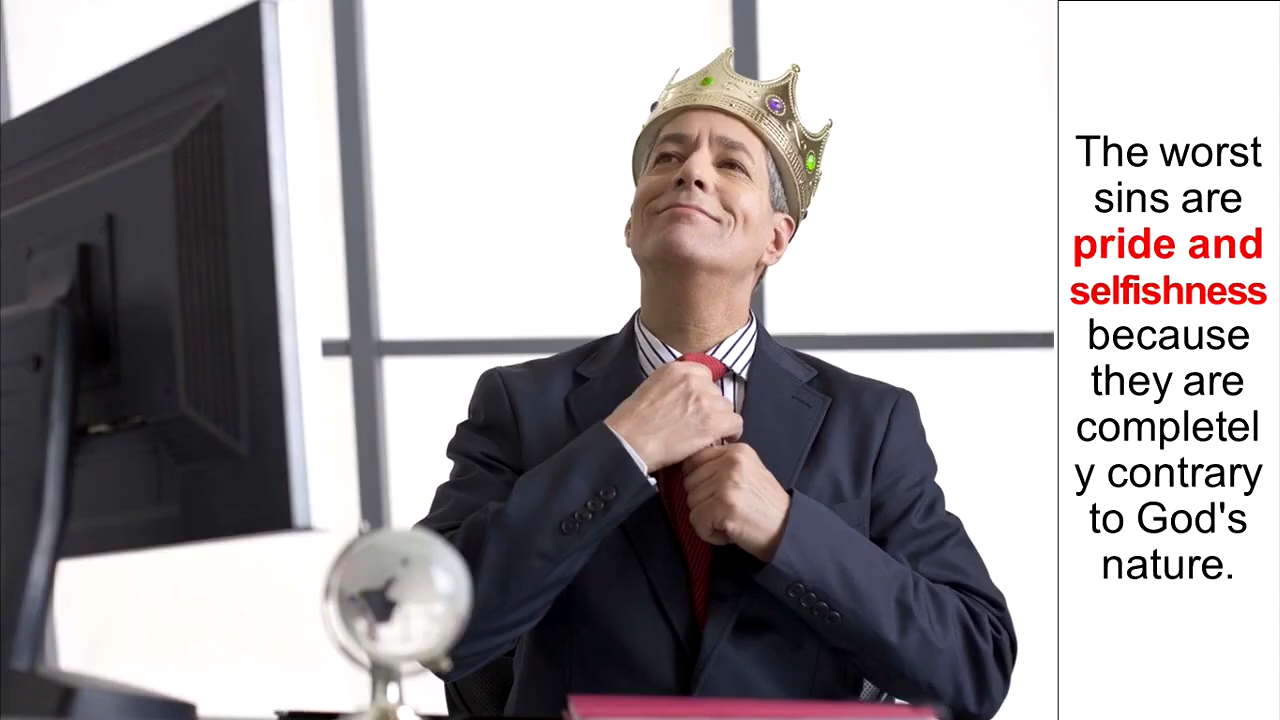 The worst
sins are
pride and
selfishness
because
they are
completel
y contrary
to God's
nature.